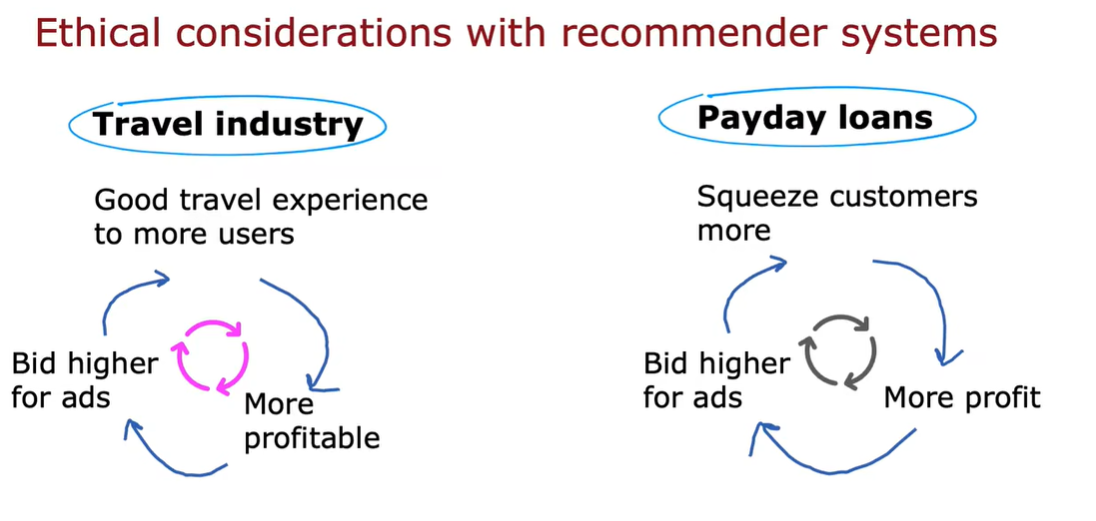 Ethical considerations with recommender systems
Travel industry
Good travel experience
to more users
More
profitable
Bid higher
for ads
Payday loans
Squeeze customers
more
More profit
Bid higher
for ads